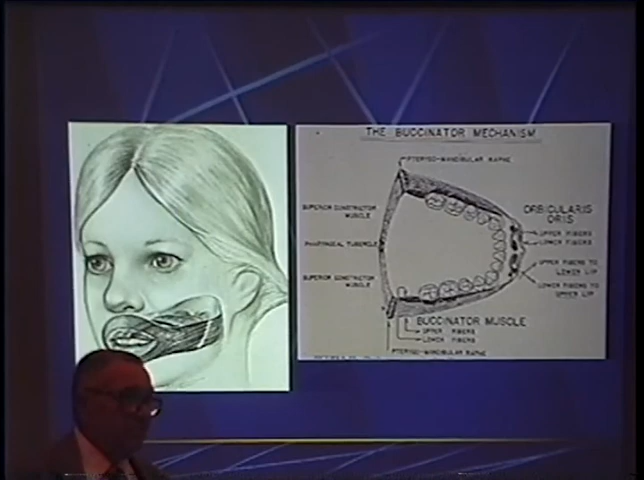 THE BUCCINATOR MECHANISM
PTERYGO-MANDIBULAR RAPHE
SUPERIOR CONSTRICTOR
MUSCLE
PHARYNGEAL TUBERCLE
SUPERIOR CONSTRICTOR
MUSCLE
ORBICULARIS
ORIS
UPPER FIBERS
LOWER FIBERS
UPPER FIBERS TO
LOWER LIP
LOWER FIBERS TO
UPPER LIP
BUCCINATOR MUSCLE
UPPER FIBERS
LOWER FIBERS
PTERYGO-MANDIBULAR RAPHE